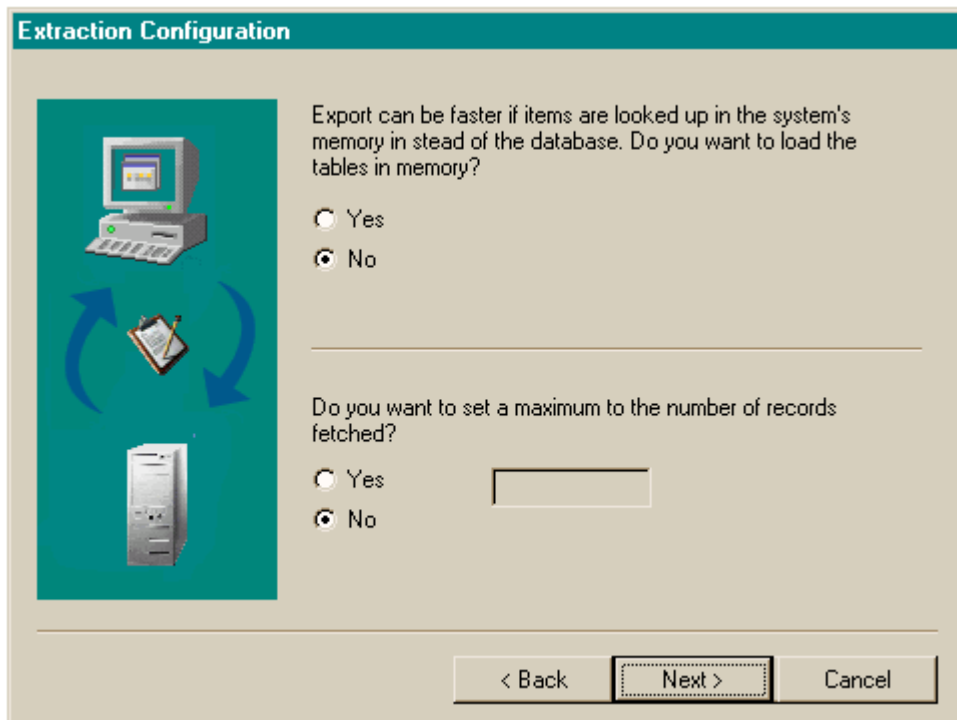 Extraction Configuration
Export can be faster if items are looked up in the system's
memory in stead of the database. Do you want to load the
tables in memory?
Yes
No
Do you want to set a maximum to the number of records
fetched?
Yes
No
< Back
Next >
Cancel